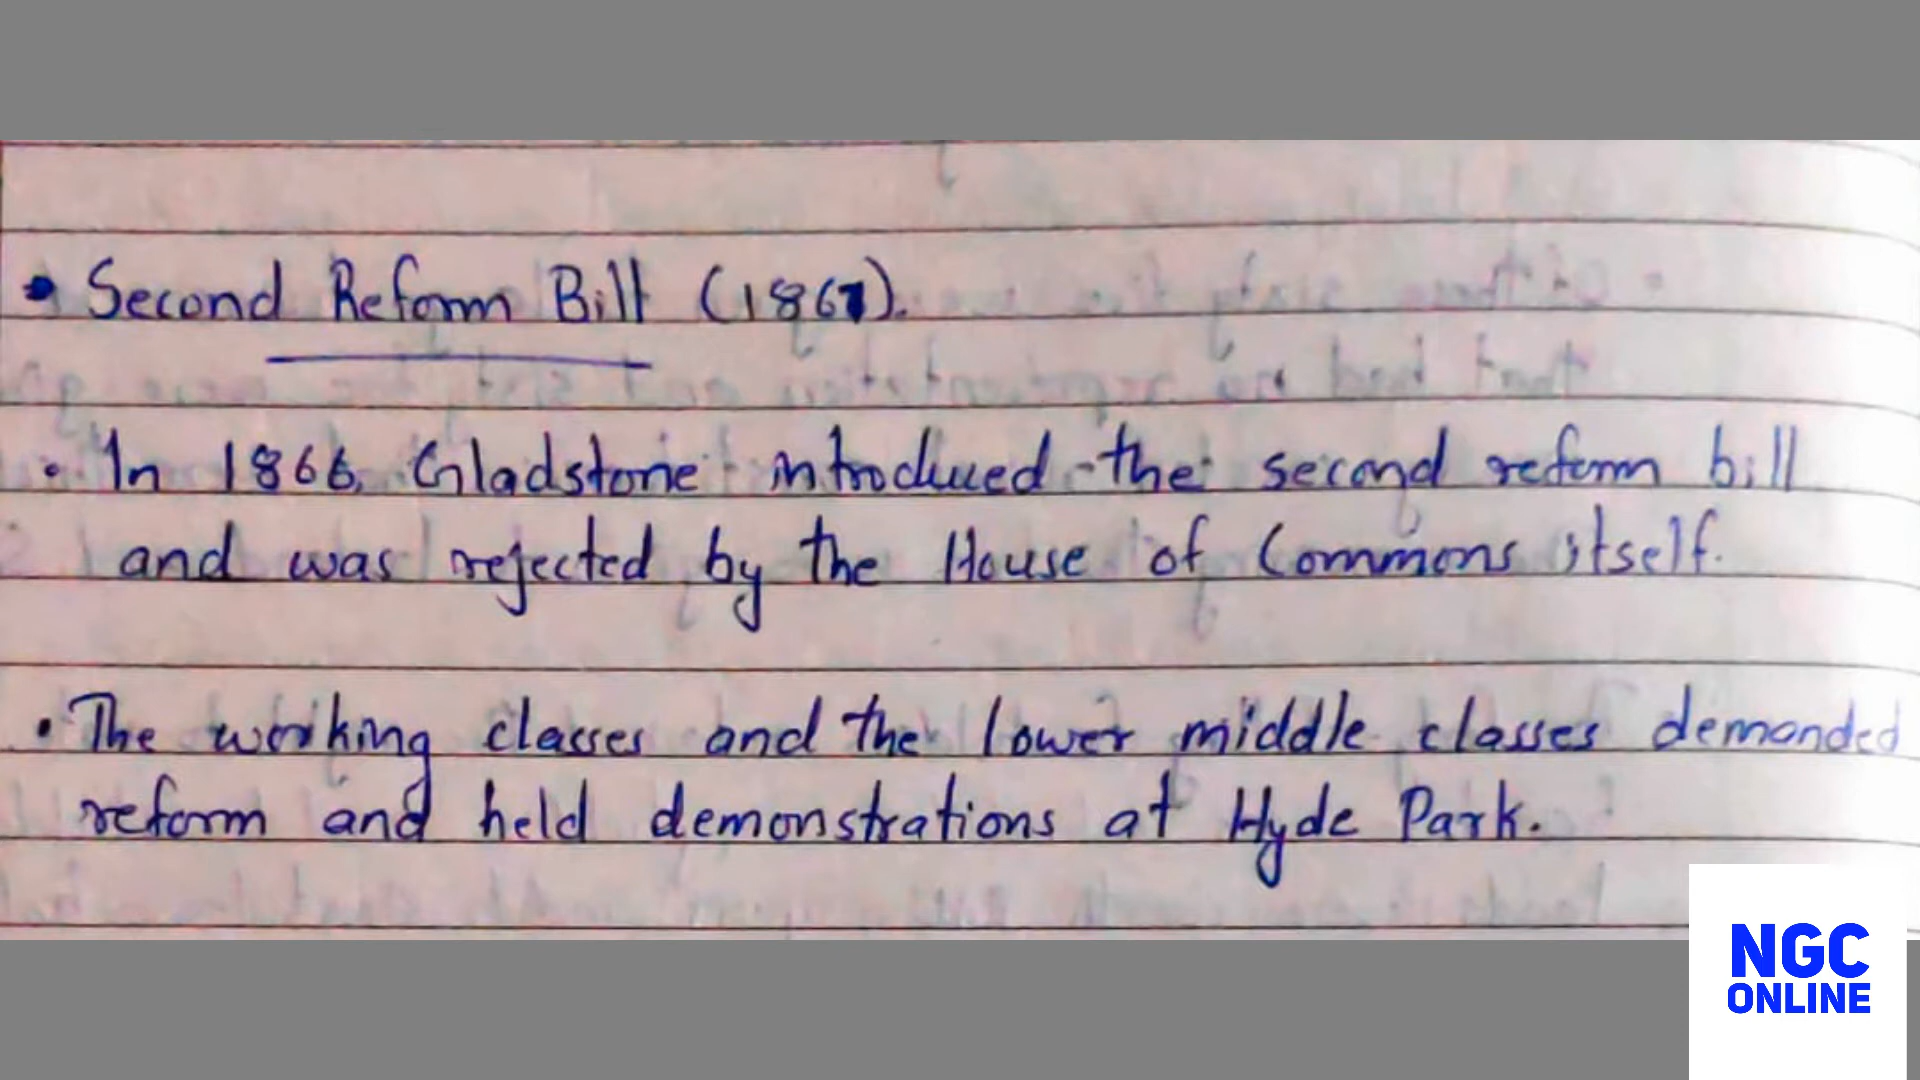 • Second Reform Bill (1867).
• In 1866, Gladstone introduced the second reform bill
and was rejected by the House of Commons itself.
• The working classes and the lower middle classes demanded
reform and held demonstrations at Hyde Park.
NGC
ONLINE